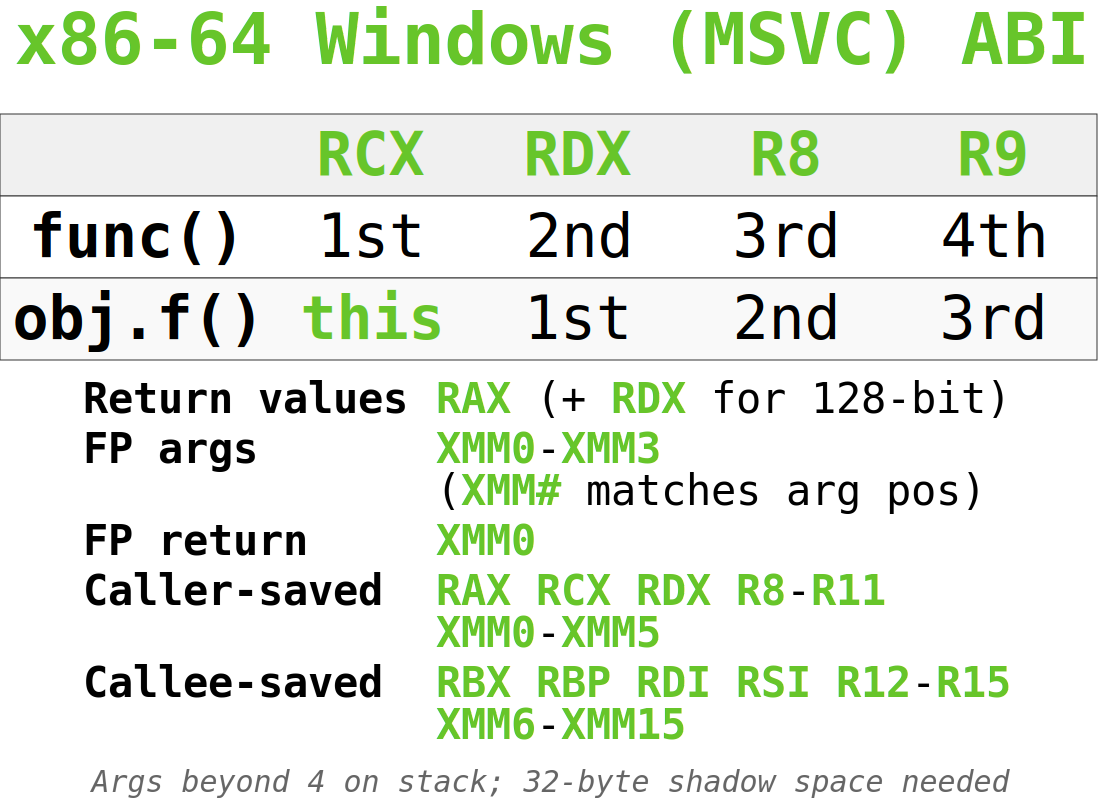 x86-64 Windows (MSVC) ABI
RCX RDX R8 R9
func() 1st 2nd 3rd 4th
obj.f() this 1st 2nd 3rd
Return values RAX (+ RDX for 128-bit)
FP args XMM0-XMM3
(XMM# matches arg pos)
FP return XMM0
Caller-saved RAX RCX RDX R8-R11
XMM0-XMM5
Callee-saved RBX RBP RDI RSI R12-R15
XMM6-XMM15
Args beyond 4 on stack; 32-byte shadow space needed